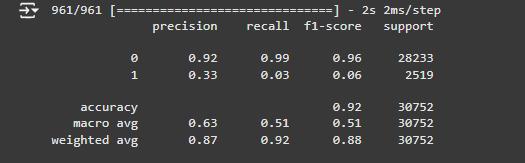 961/961 [==============================] - 2s 2ms/step
precision recall f1-score support
0 0.92 0.99 0.96 28233
1 0.33 0.03 0.06 2519
accuracy 0.92 30752
macro avg 0.63 0.51 0.51 30752
weighted avg 0.87 0.92 0.88 30752